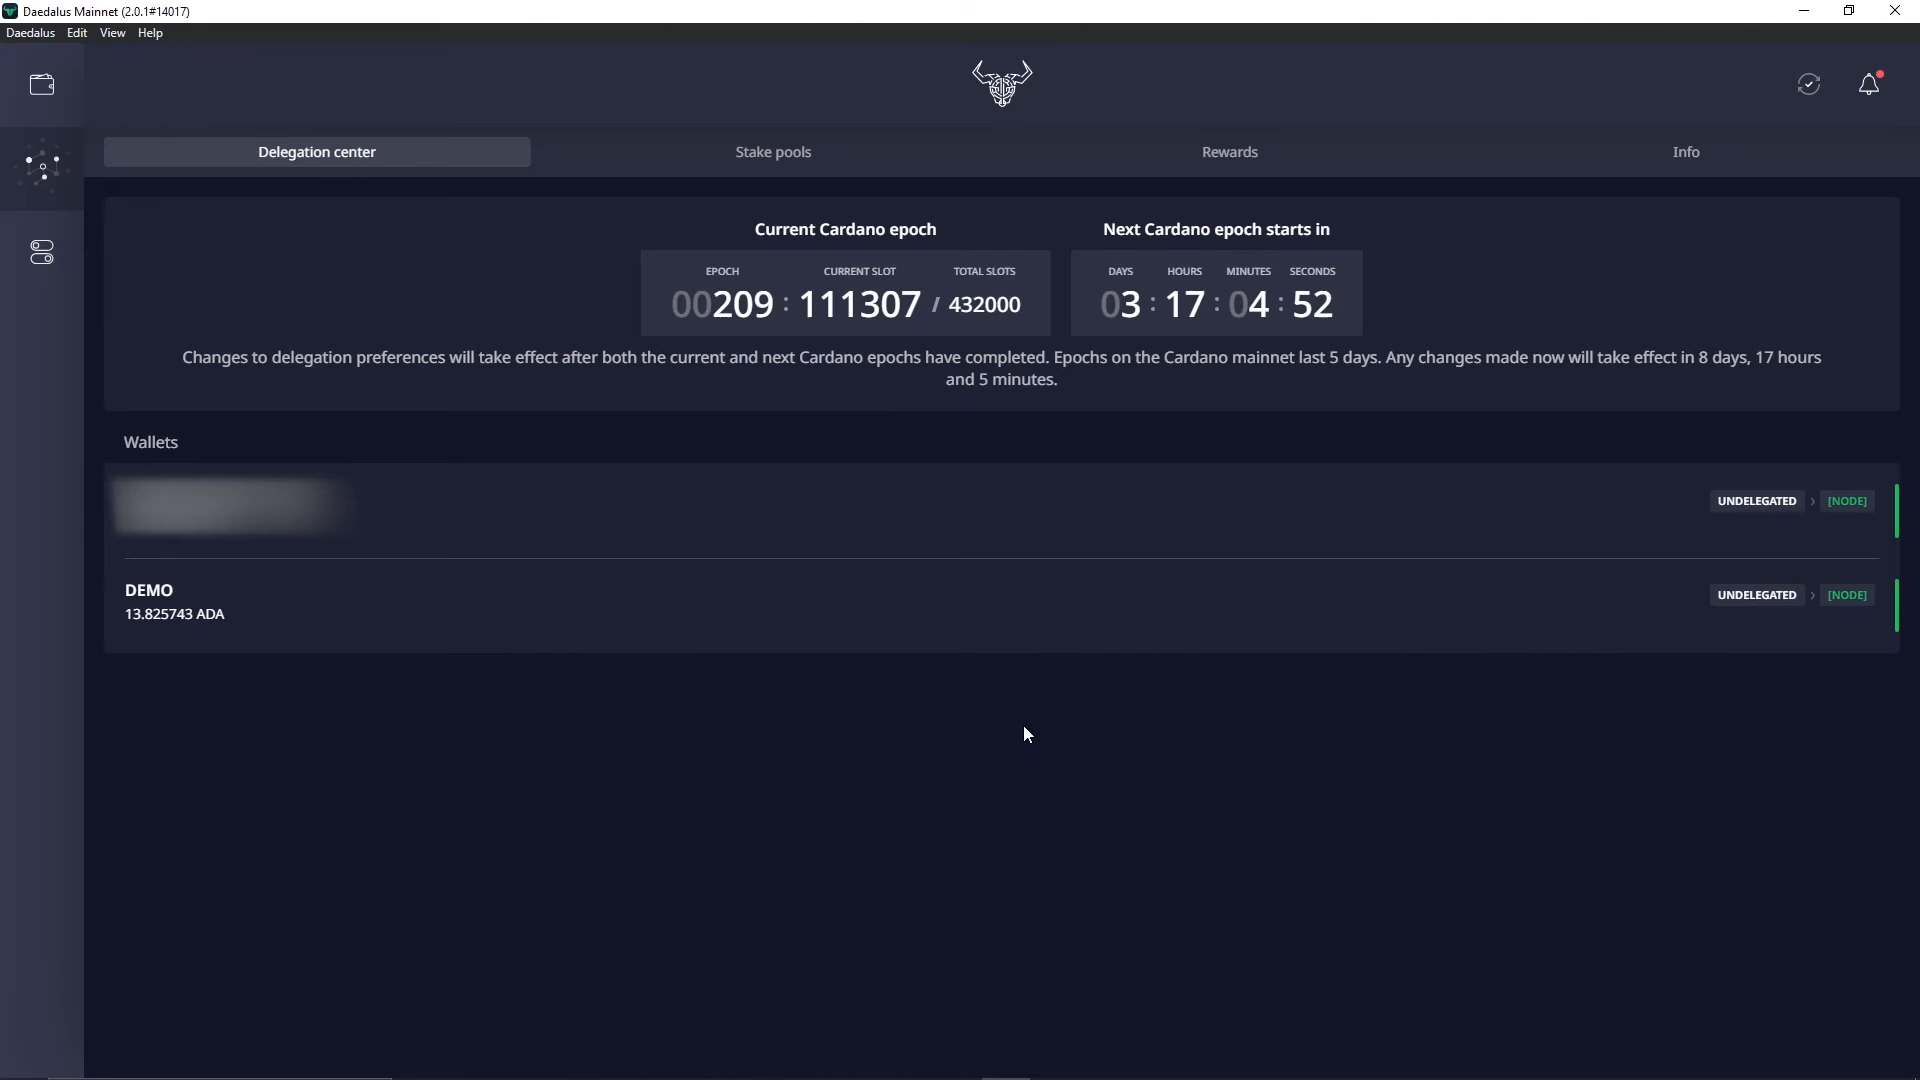 Daedalus Mainnet (2.0.1#14017)
Daedalus Edit View Help
Delegation center Stake pools Rewards Info
Current Cardano epoch Next Cardano epoch starts in
EPOCH CURRENT SLOT TOTAL SLOTS DAYS HOURS MINUTES SECONDS
00209 : 111307 / 432000 03 : 17 : 04 : 52
Changes to delegation preferences will take effect after both the current and next Cardano epochs have completed. Epochs on the Cardano mainnet last 5 days. Any changes made now will take effect in 8 days, 17 hours
and 5 minutes.
Wallets
UNDELEGATED › [NODE]
DEMO
UNDELEGATED › [NODE]
13.825743 ADA